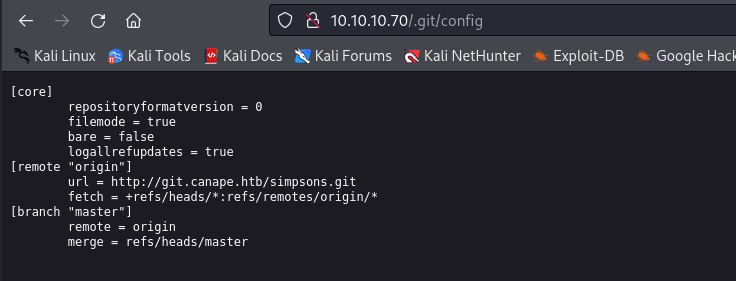 10.10.10.70/.git/config
Kali Linux Kali Tools Kali Docs Kali Forums Kali NetHunter Exploit-DB Google Hack
[core]
repositoryformatversion = 0
filemode = true
bare = false
logallrefupdates = true
[remote "origin"]
url = http://git.canape.htb/simpsons.git
fetch = +refs/heads/*:refs/remotes/origin/*
[branch "master"]
remote = origin
merge = refs/heads/master